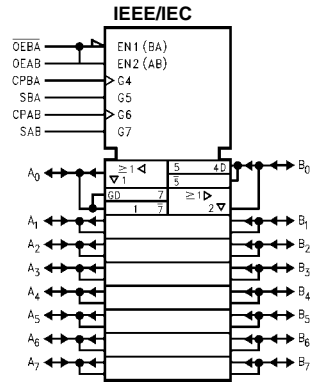 IEEE/IEC
OEBA EN1 (BA)
OEAB EN2 (AB)
CPBA G4
SBA G5
CPAB G6
SAB G7
A0 ≥1 5 4D B0
1 5
GD 7 ≥1
1 7 2
A1 B1
A2 B2
A3 B3
A4 B4
A5 B5
A6 B6
A7 B7